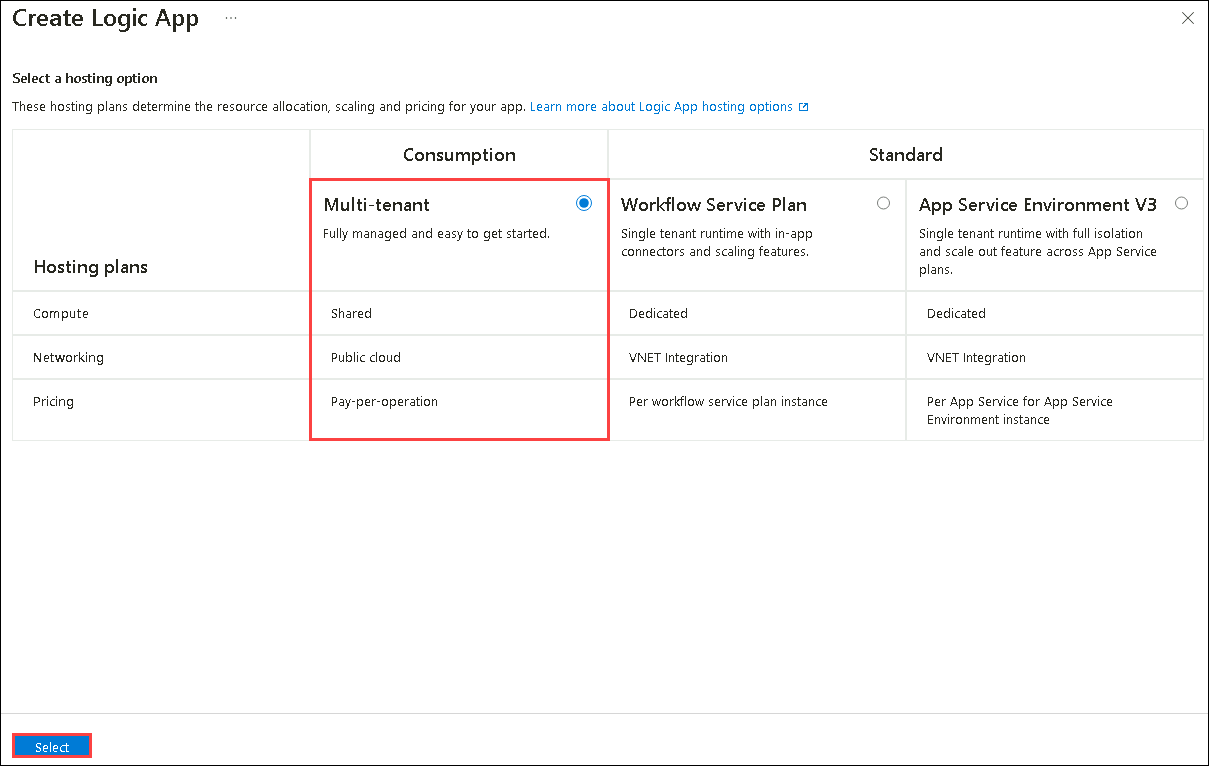 Create Logic App ...
Select a hosting option
These hosting plans determine the resource allocation, scaling and pricing for your app. Learn more about Logic App hosting options
Consumption
Standard
Hosting plans
Multi-tenant
Fully managed and easy to get started.
Workflow Service Plan
Single tenant runtime with in-app
connectors and scaling features.
App Service Environment V3
Single tenant runtime with full isolation
and scale out feature across App Service
plans.
Compute
Shared
Dedicated
Dedicated
Networking
Public cloud
VNET Integration
VNET Integration
Pricing
Pay-per-operation
Per workflow service plan instance
Per App Service for App Service
Environment instance
Select